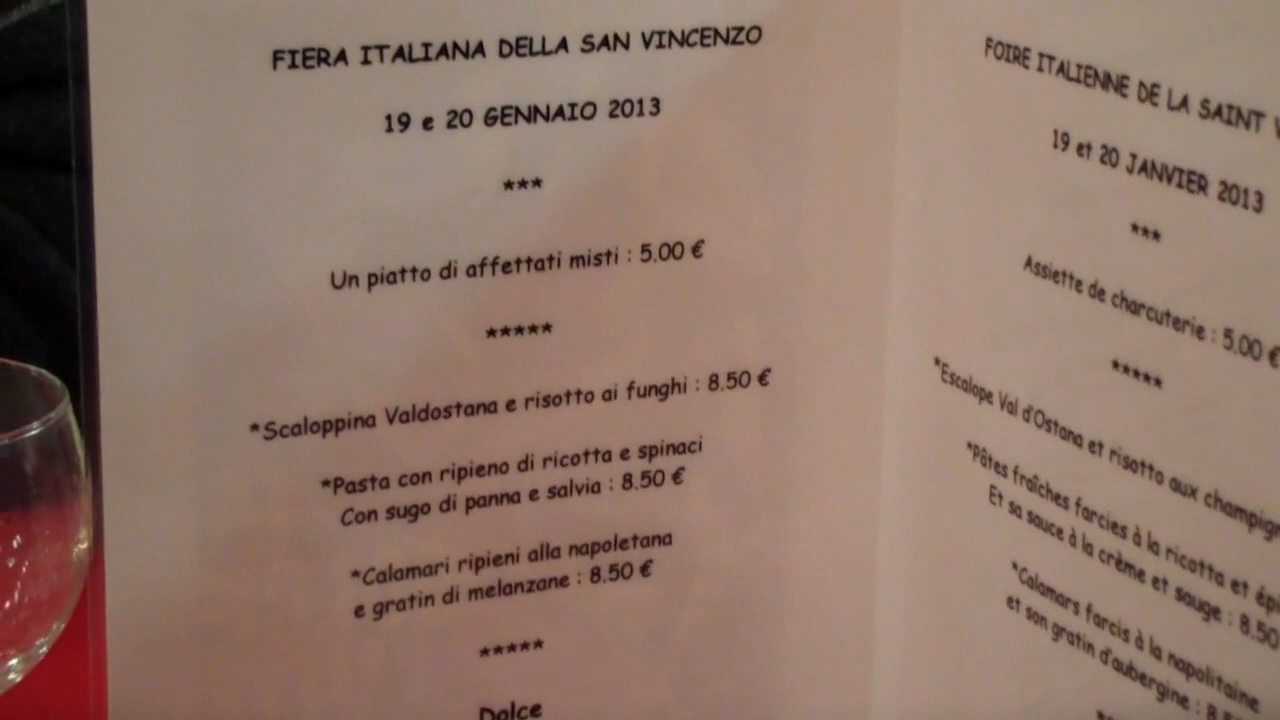 FIERA ITALIANA DELLA SAN VINCENZO
19 e 20 GENNAIO 2013
***
Un piatto di affettati misti : 5.00 €
*****
*Scaloppina Valdostana e risotto ai funghi : 8.50 €
*Pasta con ripieno di ricotta e spinaci
Con sugo di panna e salvia : 8.50 €
*Calamari ripieni alla napoletana
e gratin di melanzane : 8.50 €
*****
Dolce
FOIRE ITALIENNE DE LA SAINT
19 et 20 JANVIER 2013
***
Assiette de charcuterie : 5.00 €
*****
*Escalope Val d'Ostana et risotto aux
*Pâtes fraîches farcies à la ricotta et
Et sa sauce à la crème et sauge : 8.50
*Calamars farcis à la napolitaine
et son gratin d'aubergine :